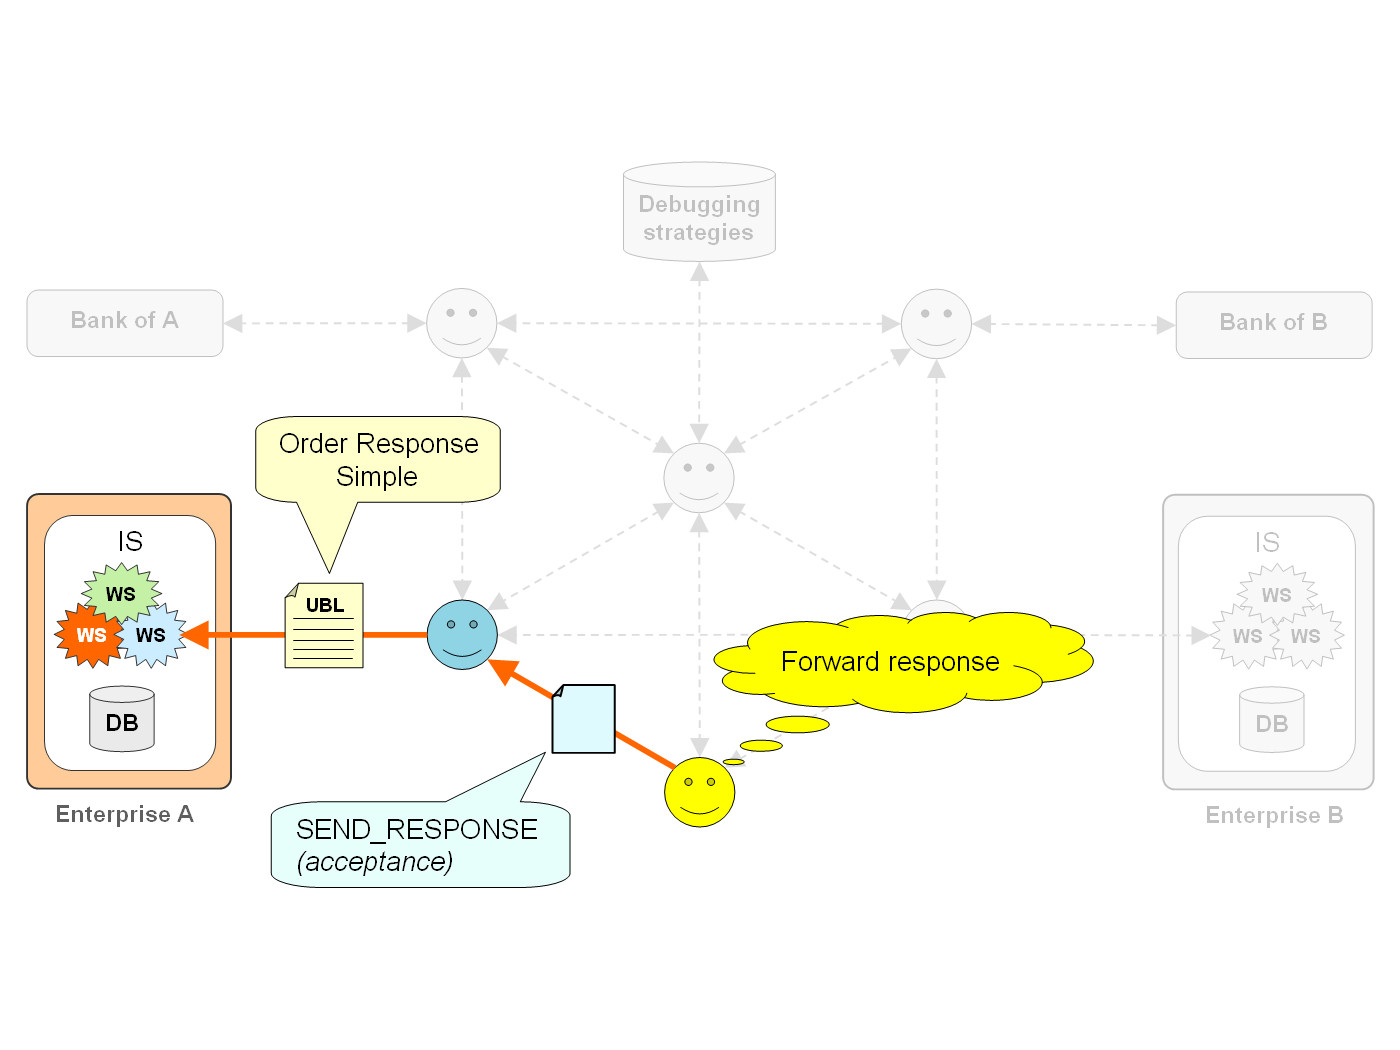 Debugging
strategies
Bank of A
Bank of B
Order Response
Simple
IS
WS
WS
WS
DB
Enterprise A
UBL
Forward response
SEND_RESPONSE
(acceptance)
IS
WS
WS
WS
DB
Enterprise B